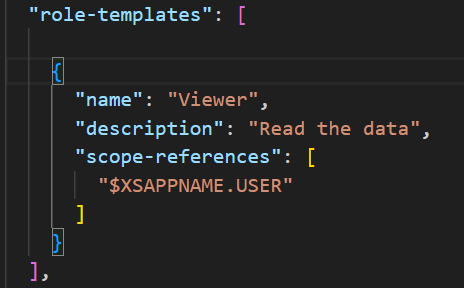 "role-templates": [
{
"name": "Viewer",
"description": "Read the data",
"scope-references": [
"$XSAPPNAME.USER"
]
}
],